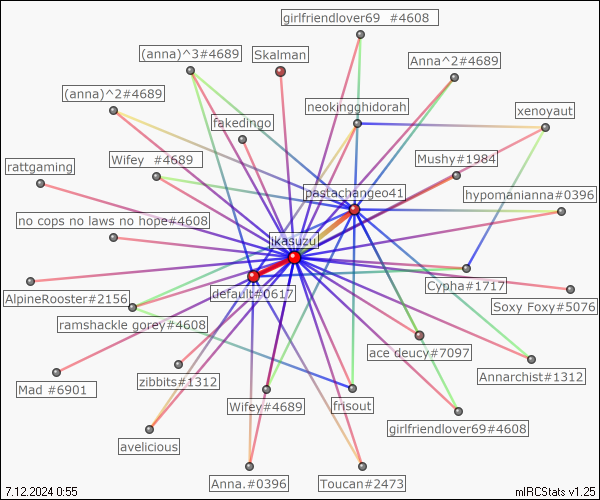 girlfriendlover69  #4608
(anna)^3#4689
Skalman
Anna^2#4689
(anna)^2#4689
neokingghidorah
xenoyaut
fakedingo
Wifey  #4689
Mushy#1984
rattgaming
pastachangeo41
hypomanianna#0396
no cops no laws no hope#4608
ikasuzu
Cypha#1717
default#0617
AlpineRooster#2156
Soxy Foxy#5076
ramshackle gorey#4608
ace deucy#7097
Mad #6901
zibbits#1312
Annarchist#1312
Wifey#4689
frisout
girlfriendlover69#4608
avelicious
Anna.#0396
Toucan#2473
7.12.2024 0:55
mIRCStats v1.25